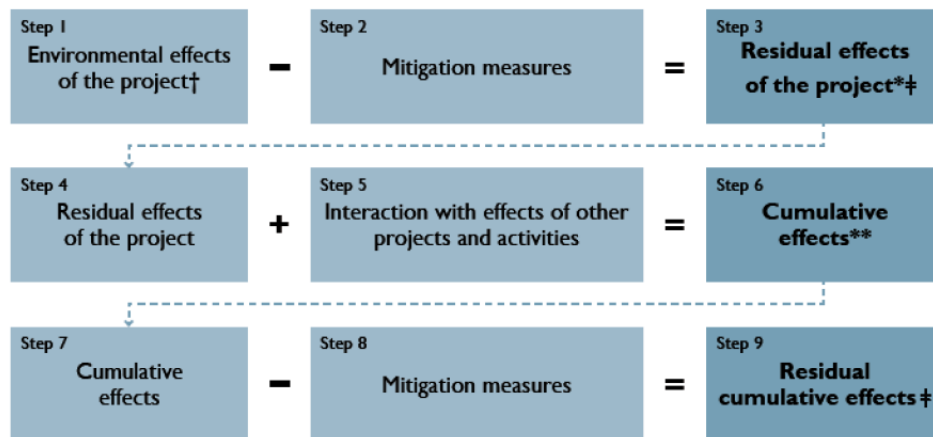 Step 1
Environmental effects
of the project†
−
Step 2
Mitigation measures
=
Step 3
Residual effects
of the project*‡
Step 4
Residual effects
of the project
+
Step 5
Interaction with effects of other
projects and activities
=
Step 6
Cumulative
effects**
Step 7
Cumulative
effects
−
Step 8
Mitigation measures
=
Step 9
Residual
cumulative effects‡